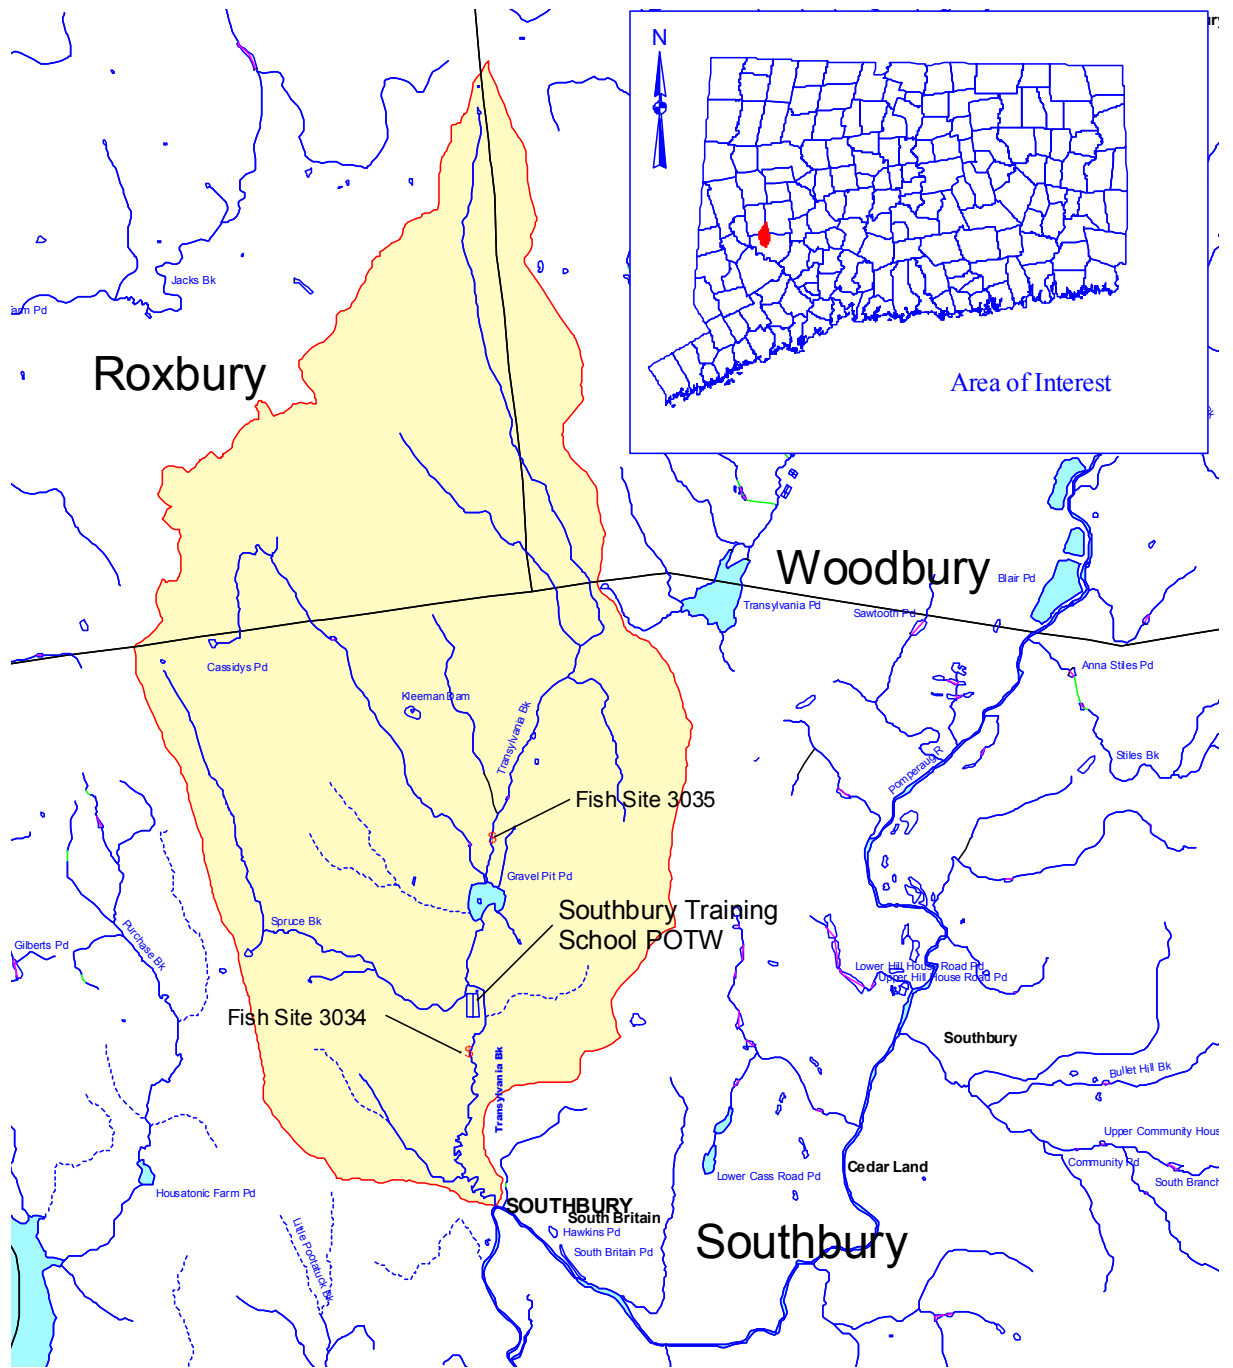 N
Area of Interest
Jacks Bk
arm Pd
Roxbury
Woodbury
Blair Pd
Transylvania Pd
Sawtooth Pd
Cassidys Pd
Anna Stiles Pd
Kleeman Dam
Transylvania Bk
Stiles Bk
Pomperaug R
Fish Site 3035
Gravel Pit Pd
Southbury Training
School POTW
Spruce Bk
Purchase Bk
Gilberts Pd
Lower Hill House Road Pd
Upper Hill House Road Pd
Fish Site 3034
Southbury
Transylvania Bk
Bullet Hill Bk
Upper Community Hous
Community Rd
South Branch
Cedar Land
Lower Cass Road Pd
Housatonic Farm Pd
SOUTHBURY
South Britain
Hawkins Pd
South Britain Pd
Little Pootatuck Bk
Southbury